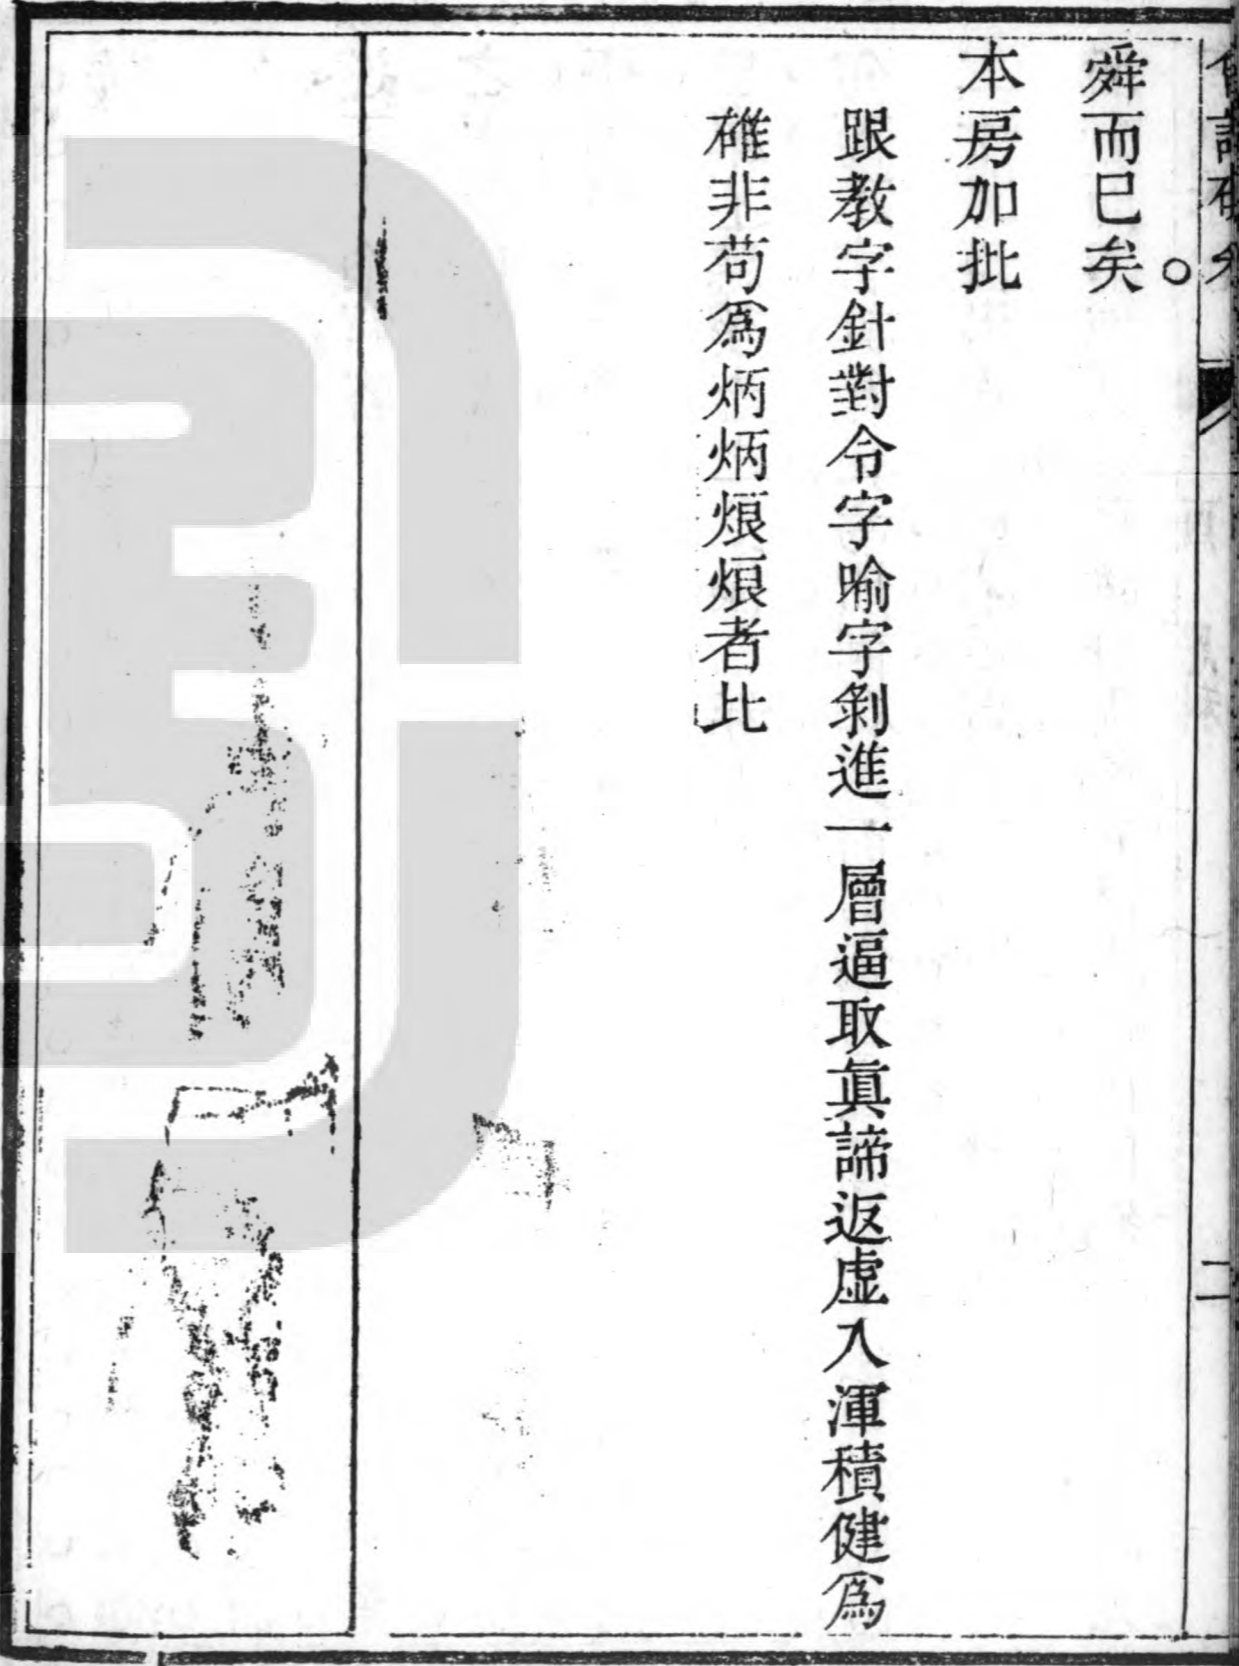 舜而已矣。
本房加批
跟教字針對令字喻字剝進一層逼取眞諦返虛入渾積健爲
碓非苟爲炳炳烺烺者比
二